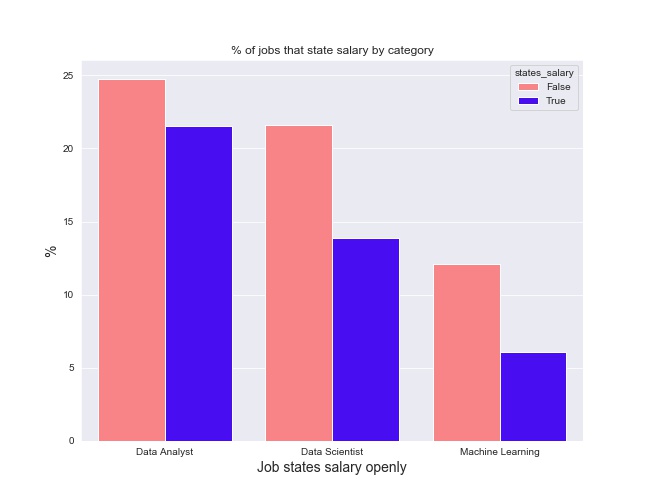 % of jobs that state salary by category
states_salary
False
True
%
25
20
15
10
5
0
Data Analyst
Data Scientist
Machine Learning
Job states salary openly